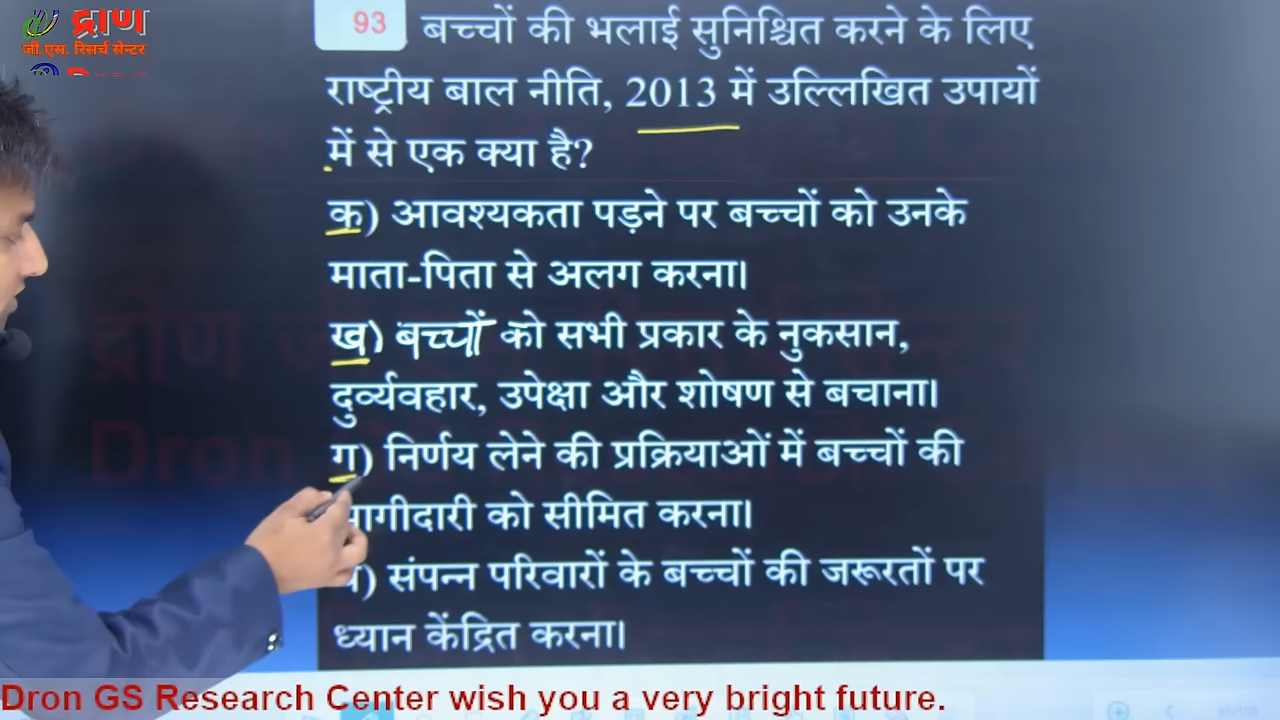 द्रोण
जी.एस. रिसर्च सेन्टर
93 बच्चों की भलाई सुनिश्चित करने के लिए
राष्ट्रीय बाल नीति, 2013 में उल्लिखित उपायों
में से एक क्या है?
क) आवश्यकता पड़ने पर बच्चों को उनके
माता-पिता से अलग करना।
ख) बच्चों को सभी प्रकार के नुकसान,
दुर्व्यवहार, उपेक्षा और शोषण से बचाना।
ग) निर्णय लेने की प्रक्रियाओं में बच्चों की
भागीदारी को सीमित करना।
घ) संपन्न परिवारों के बच्चों की जरूरतों पर
ध्यान केंद्रित करना।
Dron GS Research Center wish you a very bright future.